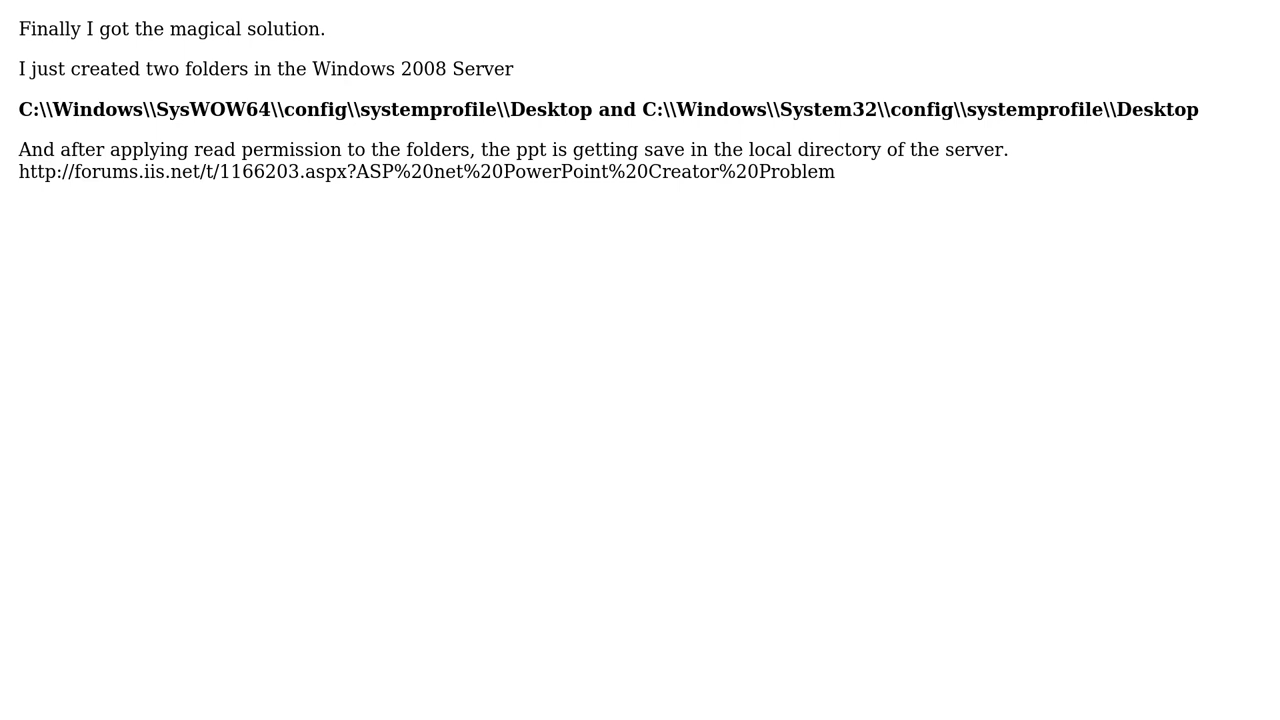 Finally I got the magical solution.
I just created two folders in the Windows 2008 Server
C:\\Windows\\SysWOW64\\config\\systemprofile\\Desktop and C:\\Windows\\System32\\config\\systemprofile\\Desktop
And after applying read permission to the folders, the ppt is getting save in the local directory of the server.
http://forums.iis.net/t/1166203.aspx?ASP%20net%20PowerPoint%20Creator%20Problem